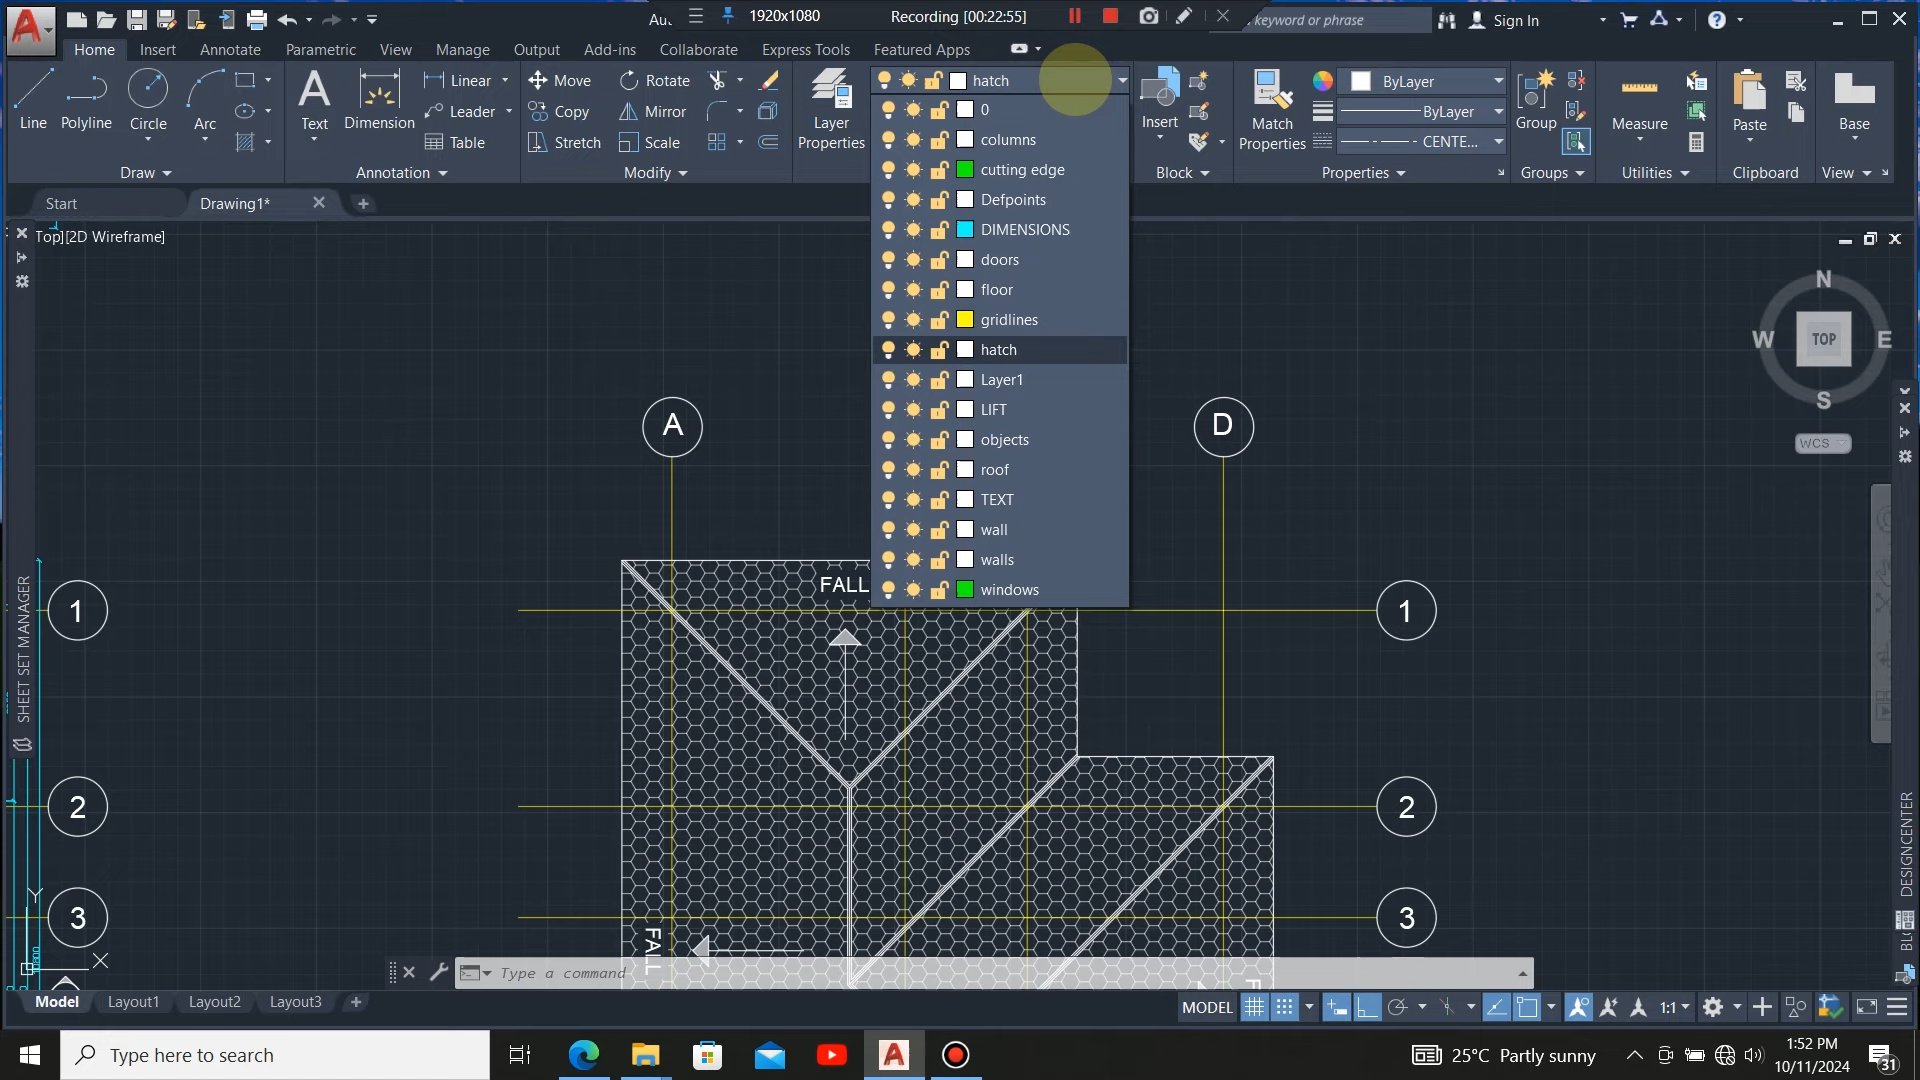 Au
1920x1080
Recording [00:22:55]
keyword or phrase
Sign In
Home
Insert
Annotate
Parametric
View
Manage
Output
Add-ins
Collaborate
Express Tools
Featured Apps
Line
Polyline
Circle
Arc
Text
Dimension
Linear
Leader
Table
Move
Copy
Stretch
Rotate
Mirror
Scale
Layer
Properties
hatch
Insert
Match
Properties
ByLayer
ByLayer
CENTE...
Group
Measure
Paste
Base
Draw
Annotation
Modify
Block
Properties
Groups
Utilities
Clipboard
View
Start
Drawing1*
0
columns
cutting edge
Defpoints
DIMENSIONS
doors
floor
gridlines
hatch
Layer1
LIFT
objects
roof
TEXT
wall
walls
windows
Top][2D Wireframe]
N
W
TOP
E
S
WCS
A
D
FALL
1
1
2
2
3
3
FALL
SHEET SET MANAGER
DESIGNCENTER
Y
X
Type a command
Model
Layout1
Layout2
Layout3
MODEL
1:1
Type here to search
25°C Partly sunny
1:52 PM
10/11/2024
31